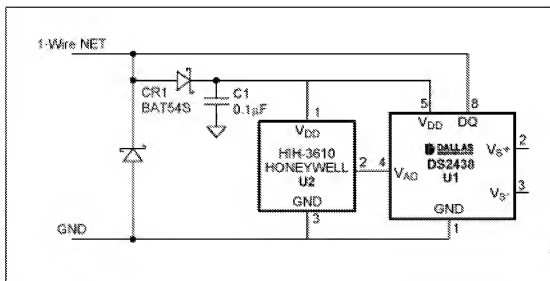 1-Wire NET
CR1
BAT54S
C1
0.1µF
1
VDD
HIH-3610
HONEYWELL
U2
GND
3
2
4
5
8
VDD
DQ
DALLAS
DS2438
U1
VAD
VS+
2
VS-
3
GND
1
GND